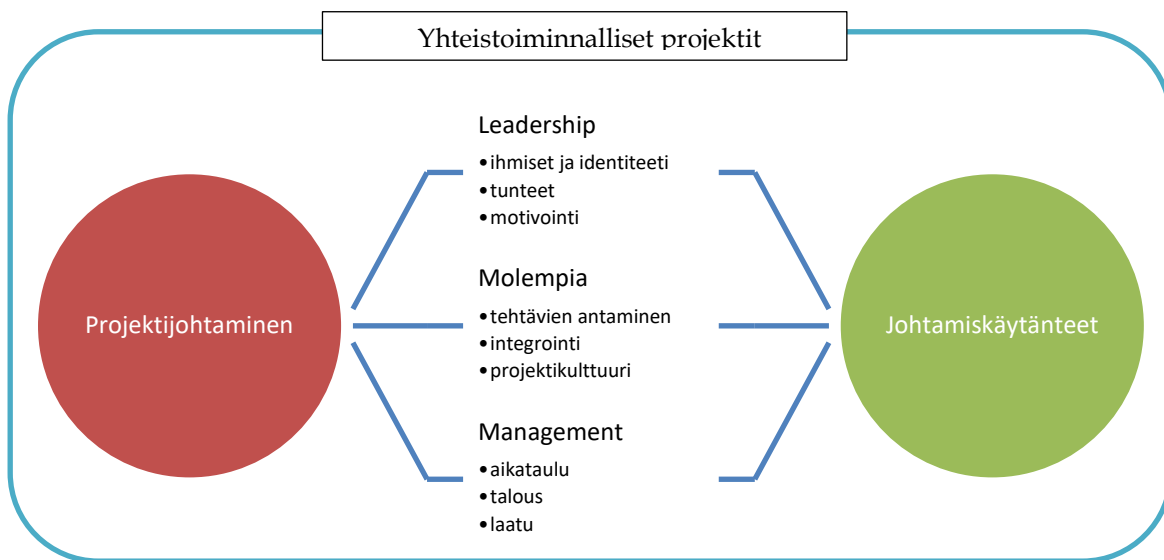 Yhteistoiminnalliset projektit
Leadership
•ihmiset ja identiteeti
•tunteet
•motivointi
Projektijohtaminen
Molempia
•tehtävien antaminen
•integrointi
•projektikulttuuri
Johtamiskäytänteet
Management
•aikataulu
•talous
•laatu